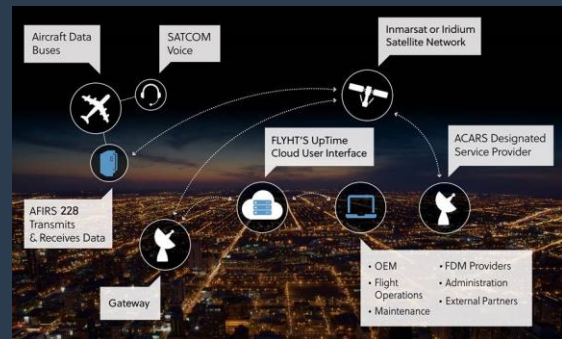 Aircraft Data
Buses
SATCOM
Voice
Inmarsat or Iridium
Satellite Network
FLYHT'S UpTime
Cloud User Interface
ACARS Designated
Service Provider
AFIRS 228
Transmits
& Receives Data
Gateway
• OEM
• Flight
Operations
• Maintenance
• FDM Providers
• Administration
• External Partners